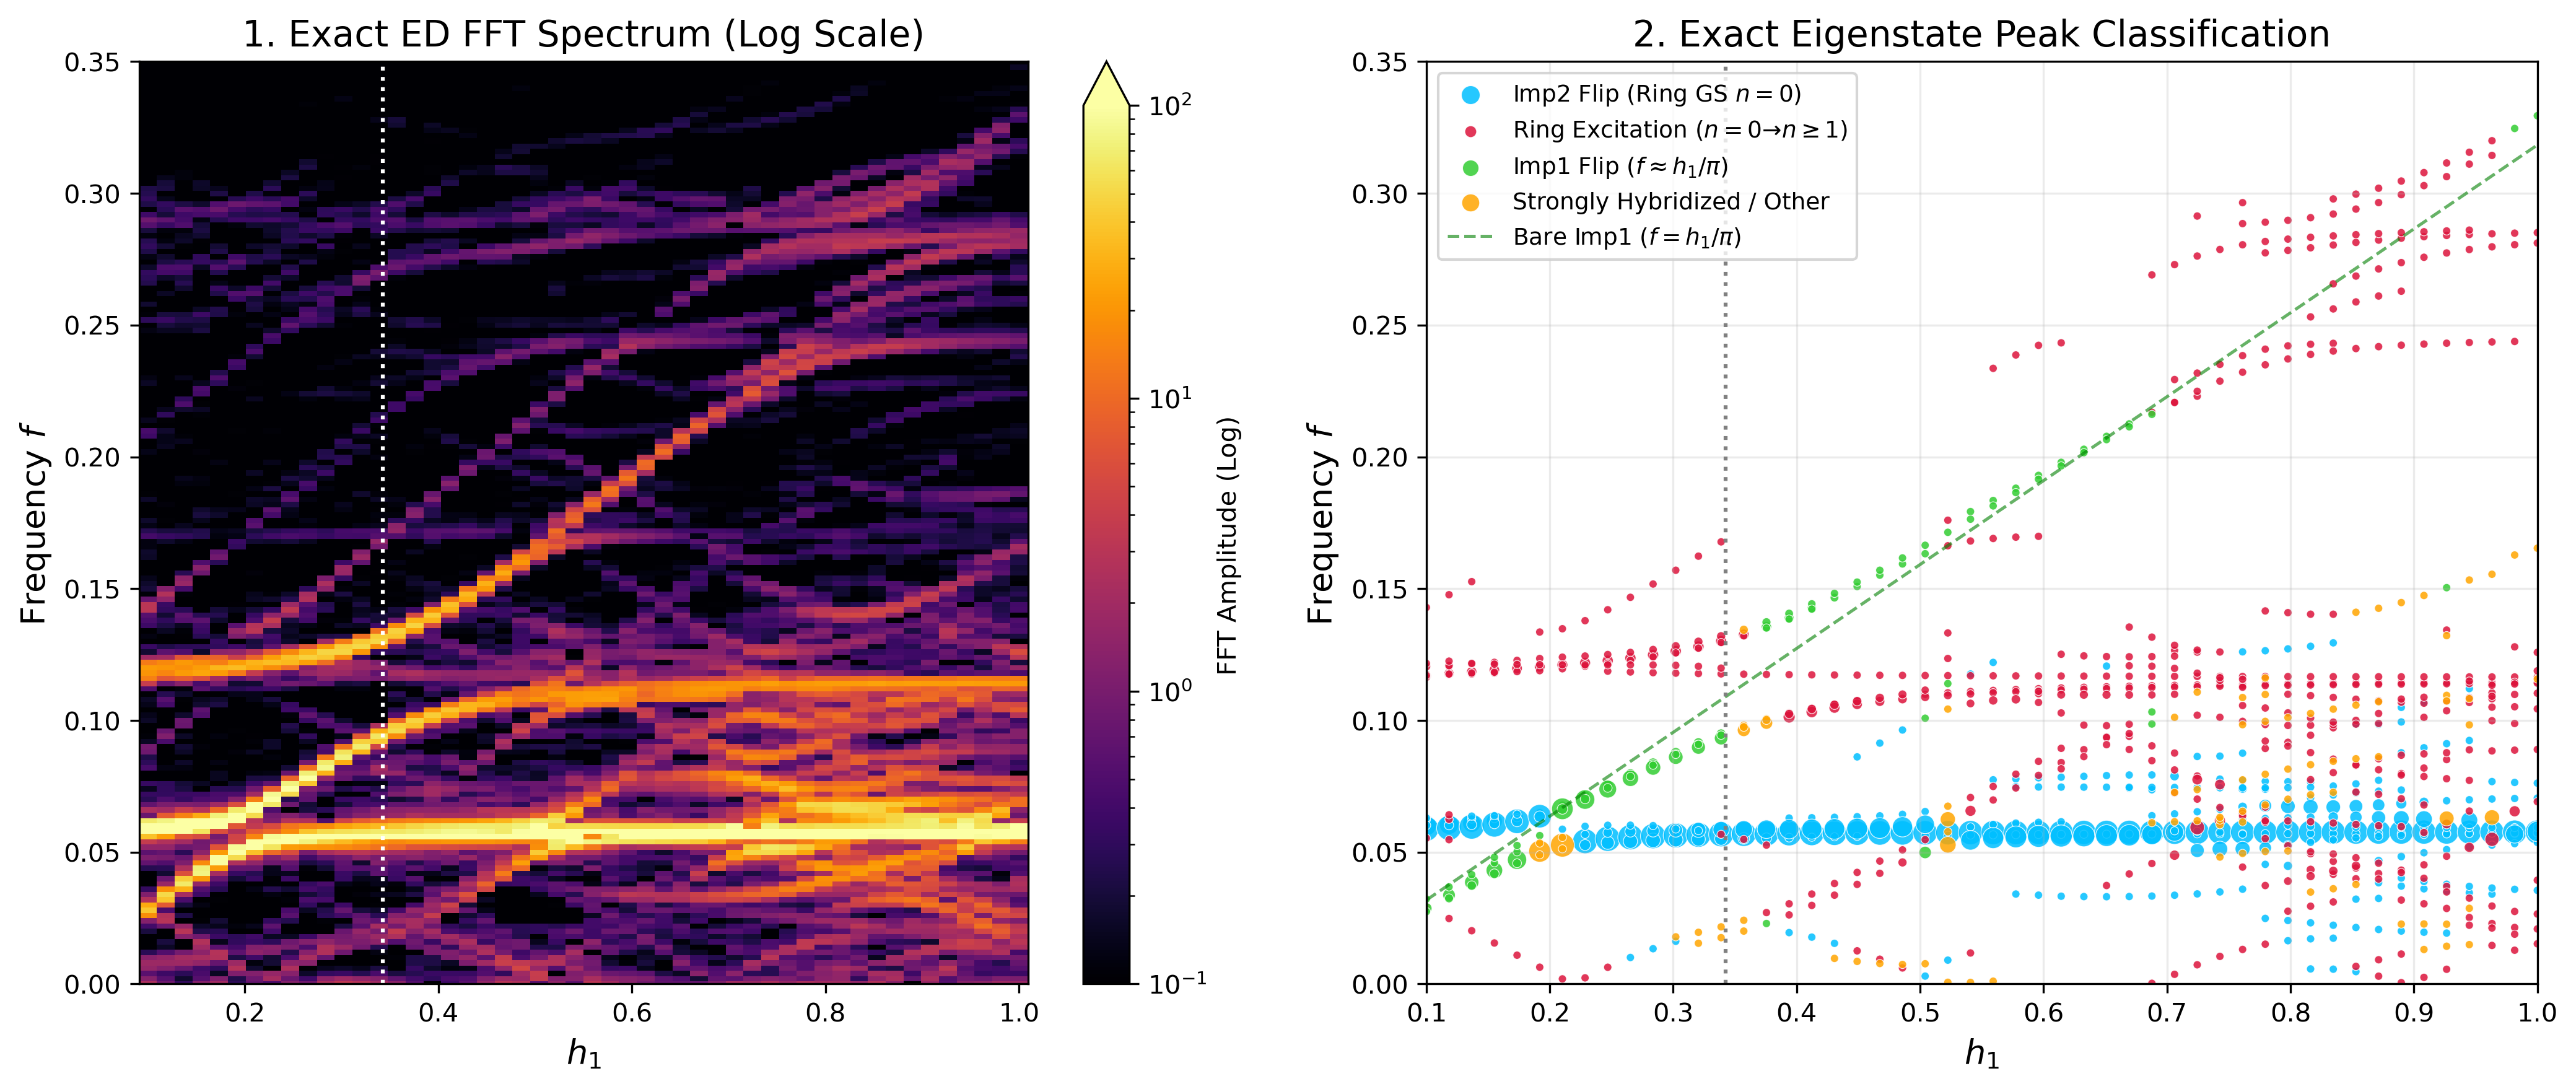 1. Exact ED FFT Spectrum (Log Scale)
0.35
0.30
0.25
0.20
0.15
0.10
0.05
0.00
Frequency f
0.2 0.4 0.6 0.8 1.0
h₁
10²
10¹
10⁰
10⁻¹
FFT Amplitude (Log)
2. Exact Eigenstate Peak Classification
Imp2 Flip (Ring GS n = 0)
Ring Excitation (n = 0→n ≥ 1)
Imp1 Flip (f ≈ h₁/π)
Strongly Hybridized / Other
Bare Imp1 (f = h₁/π)
0.35
0.30
0.25
0.20
0.15
0.10
0.05
0.00
Frequency f
0.1 0.2 0.3 0.4 0.5 0.6 0.7 0.8 0.9 1.0
h₁